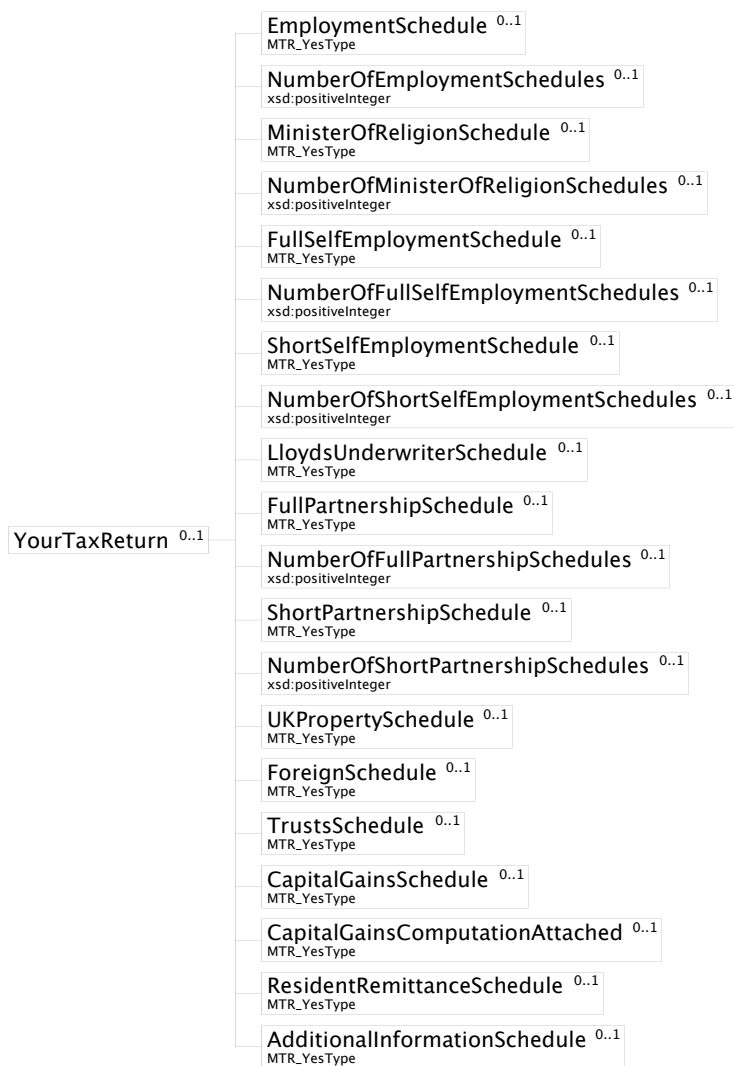 EmploymentSchedule 0..1
MTR_YesType
NumberOfEmploymentSchedules 0..1
xsd:positiveInteger
MinisterOfReligionSchedule 0..1
MTR_YesType
NumberOfMinisterOfReligionSchedules 0..1
xsd:positiveInteger
FullSelfEmploymentSchedule 0..1
MTR_YesType
NumberOfFullSelfEmploymentSchedules 0..1
xsd:positiveInteger
ShortSelfEmploymentSchedule 0..1
MTR_YesType
NumberOfShortSelfEmploymentSchedules 0..1
xsd:positiveInteger
LloydsUnderwriterSchedule 0..1
MTR_YesType
FullPartnershipSchedule 0..1
MTR_YesType
YourTaxReturn 0..1
NumberOfFullPartnershipSchedules 0..1
xsd:positiveInteger
ShortPartnershipSchedule 0..1
MTR_YesType
NumberOfShortPartnershipSchedules 0..1
xsd:positiveInteger
UKPropertySchedule 0..1
MTR_YesType
ForeignSchedule 0..1
MTR_YesType
TrustsSchedule 0..1
MTR_YesType
CapitalGainsSchedule 0..1
MTR_YesType
CapitalGainsComputationAttached 0..1
MTR_YesType
ResidentRemittanceSchedule 0..1
MTR_YesType
AdditionalInformationSchedule 0..1
MTR_YesType